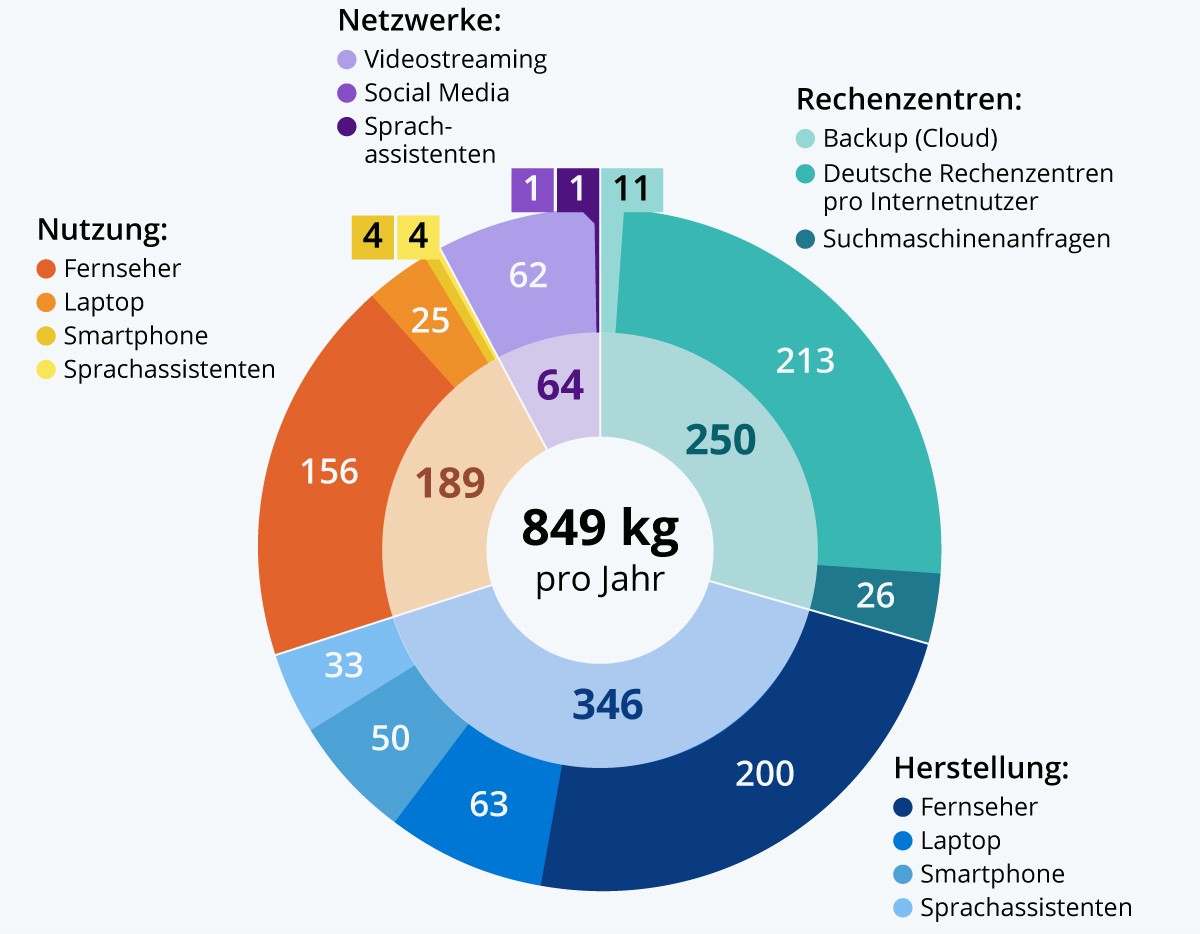 Netzwerke:
Videostreaming
Social Media
Sprach-
assistenten
Rechenzentren:
Backup (Cloud)
Deutsche Rechenzentren
pro Internetnutzer
Suchmaschinenanfragen
Nutzung:
Fernseher
Laptop
Smartphone
Sprachassistenten
1
1
11
4
4
62
25
213
64
250
156
189
849 kg
pro Jahr
26
33
346
50
200
63
Herstellung:
Fernseher
Laptop
Smartphone
Sprachassistenten